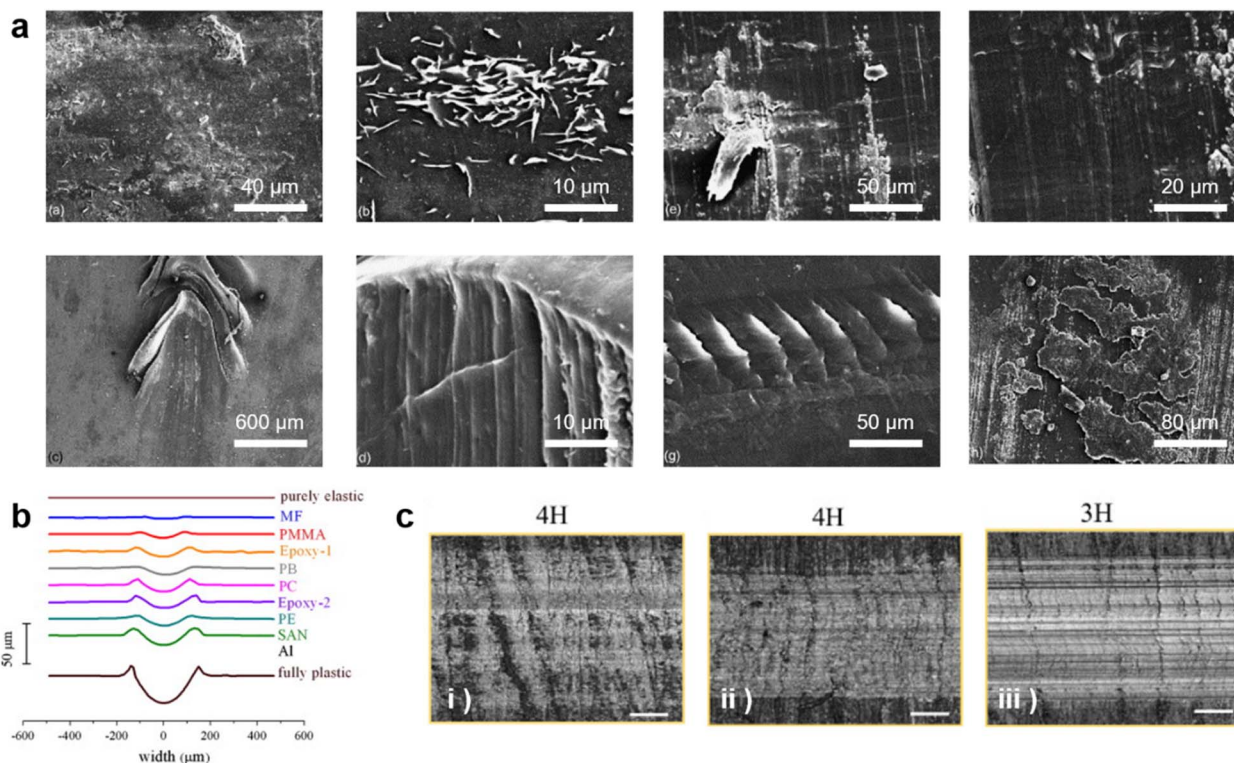 a
(a)
40 µm
(b)
10 µm
(e)
50 µm
20 µm
(c)
600 µm
(d)
10 µm
(g)
50 µm
80 µm
b
purely elastic
MF
PMMA
Epoxy-1
PB
PC
Epoxy-2
PE
SAN
Al
fully plastic
50 µm
-600 -400 -200 0 200 400 600
width (µm)
c
4H
4H
3H
i )
ii )
iii )